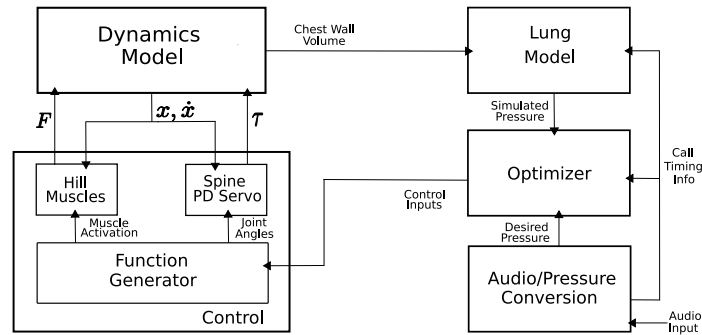 Dynamics
Model
Chest Wall
Volume
Lung
Model
F
x, ẋ
τ
Simulated
Pressure
Hill
Muscles
Spine
PD Servo
Optimizer
Call
Timing
Info
Control
Inputs
Muscle
Activation
Joint
Angles
Desired
Pressure
Function
Generator
Audio/Pressure
Conversion
Control
Audio
Input